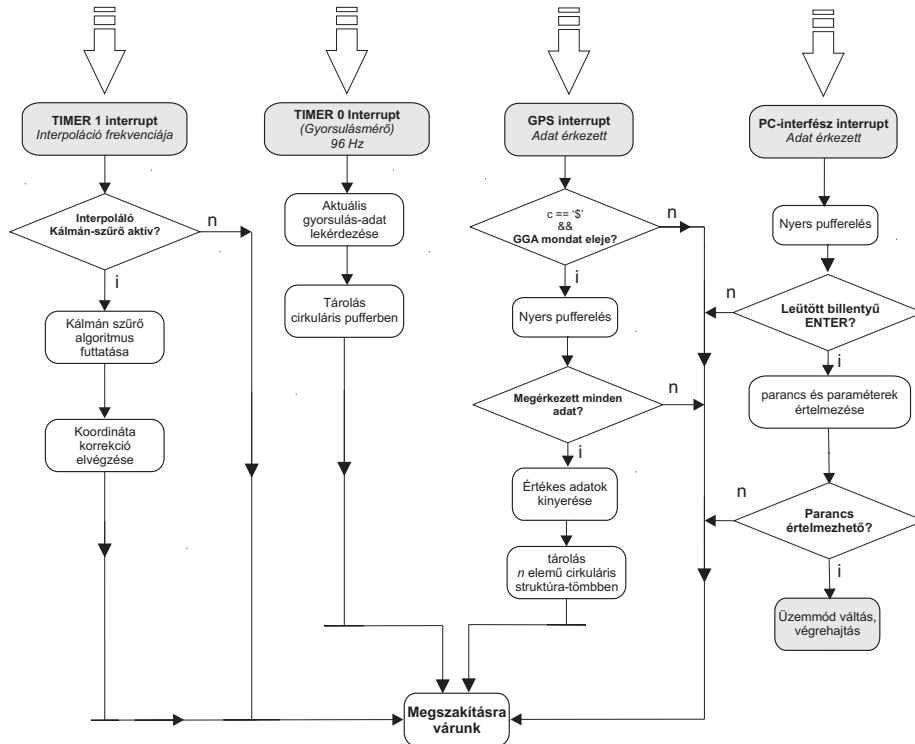 TIMER 1 interrupt
Interpoláció frekvenciája
Interpoláló
Kálmán-szűrő aktív?
n
i
Kálmán szűrő
algoritmus
futtatása
Koordináta
korrekció
elvégzése
TIMER 0 Interrupt
(Gyorsulásmérő)
96 Hz
Aktuális
gyorsulás-adat
lekérdezése
Tárolás
cirkuláris pufferben
GPS interrupt
Adat érkezett
c == '$'
&&
GGA mondat eleje?
n
i
Nyers pufferelés
Megérkezett minden
adat?
n
i
Értékes adatok
kinyerése
tárolás
n elemű cirkuláris
struktúra-tömbben
PC-interfész interrupt
Adat érkezett
Nyers pufferelés
n
Leütött billentyű
ENTER?
i
parancs és paraméterek
értelmezése
n
Parancs
értelmezhető?
i
Üzemmód váltás,
végrehajtás
Megszakításra
várunk